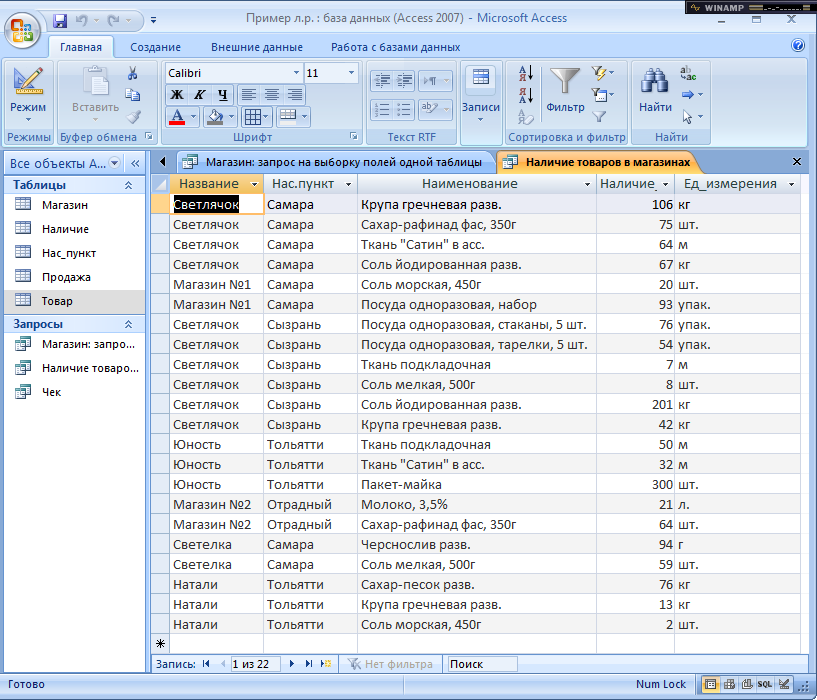 WINAMP
Пример л.р. : база данных (Access 2007) - Microsoft Access
Главная Создание Внешние данные Работа с базами данных
Calibri 11
Режим Вставить Ж К Ч Записи Фильтр Найти
Режимы Буфер обмена Шрифт Текст RTF Сортировка и фильтр Найти
Все объекты A... Магазин: запрос на выборку полей одной таблицы Наличие товаров в магазинах
Таблицы
Магазин
Наличие
Нас_пункт
Продажа
Товар
Запросы
Магазин: запро...
Наличие товаро...
Чек
Название Нас.пункт Наименование Наличие_ Ед_измерения
Светлячок Самара Крупа гречневая разв. 106 кг
Светлячок Самара Сахар-рафинад фас, 350г 75 шт.
Светлячок Самара Ткань "Сатин" в асс. 64 м
Светлячок Самара Соль йодированная разв. 67 кг
Магазин №1 Самара Соль морская, 450г 20 шт.
Магазин №1 Самара Посуда одноразовая, набор 93 упак.
Светлячок Сызрань Посуда одноразовая, стаканы, 5 шт. 76 упак.
Светлячок Сызрань Посуда одноразовая, тарелки, 5 шт. 54 упак.
Светлячок Сызрань Ткань подкладочная 7 м
Светлячок Сызрань Соль мелкая, 500г 8 шт.
Светлячок Сызрань Соль йодированная разв. 201 кг
Светлячок Сызрань Крупа гречневая разв. 42 кг
Юность Тольятти Ткань подкладочная 50 м
Юность Тольятти Ткань "Сатин" в асс. 32 м
Юность Тольятти Пакет-майка 300 шт.
Магазин №2 Отрадный Молоко, 3,5% 21 л.
Магазин №2 Отрадный Сахар-рафинад фас, 350г 64 шт.
Светелка Самара Черносли​в разв. 94 г
Светелка Самара Соль мелкая, 500г 59 шт.
Натали Тольятти Сахар-песок разв. 76 кг
Натали Тольятти Крупа гречневая разв. 13 кг
Натали Тольятти Соль морская, 450г 2 шт.
Запись: 1 из 22 Нет фильтра Поиск
Готово Num Lock SQL